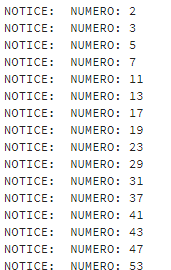 NOTICE:  NUMERO: 2
NOTICE:  NUMERO: 3
NOTICE:  NUMERO: 5
NOTICE:  NUMERO: 7
NOTICE:  NUMERO: 11
NOTICE:  NUMERO: 13
NOTICE:  NUMERO: 17
NOTICE:  NUMERO: 19
NOTICE:  NUMERO: 23
NOTICE:  NUMERO: 29
NOTICE:  NUMERO: 31
NOTICE:  NUMERO: 37
NOTICE:  NUMERO: 41
NOTICE:  NUMERO: 43
NOTICE:  NUMERO: 47
NOTICE:  NUMERO: 53